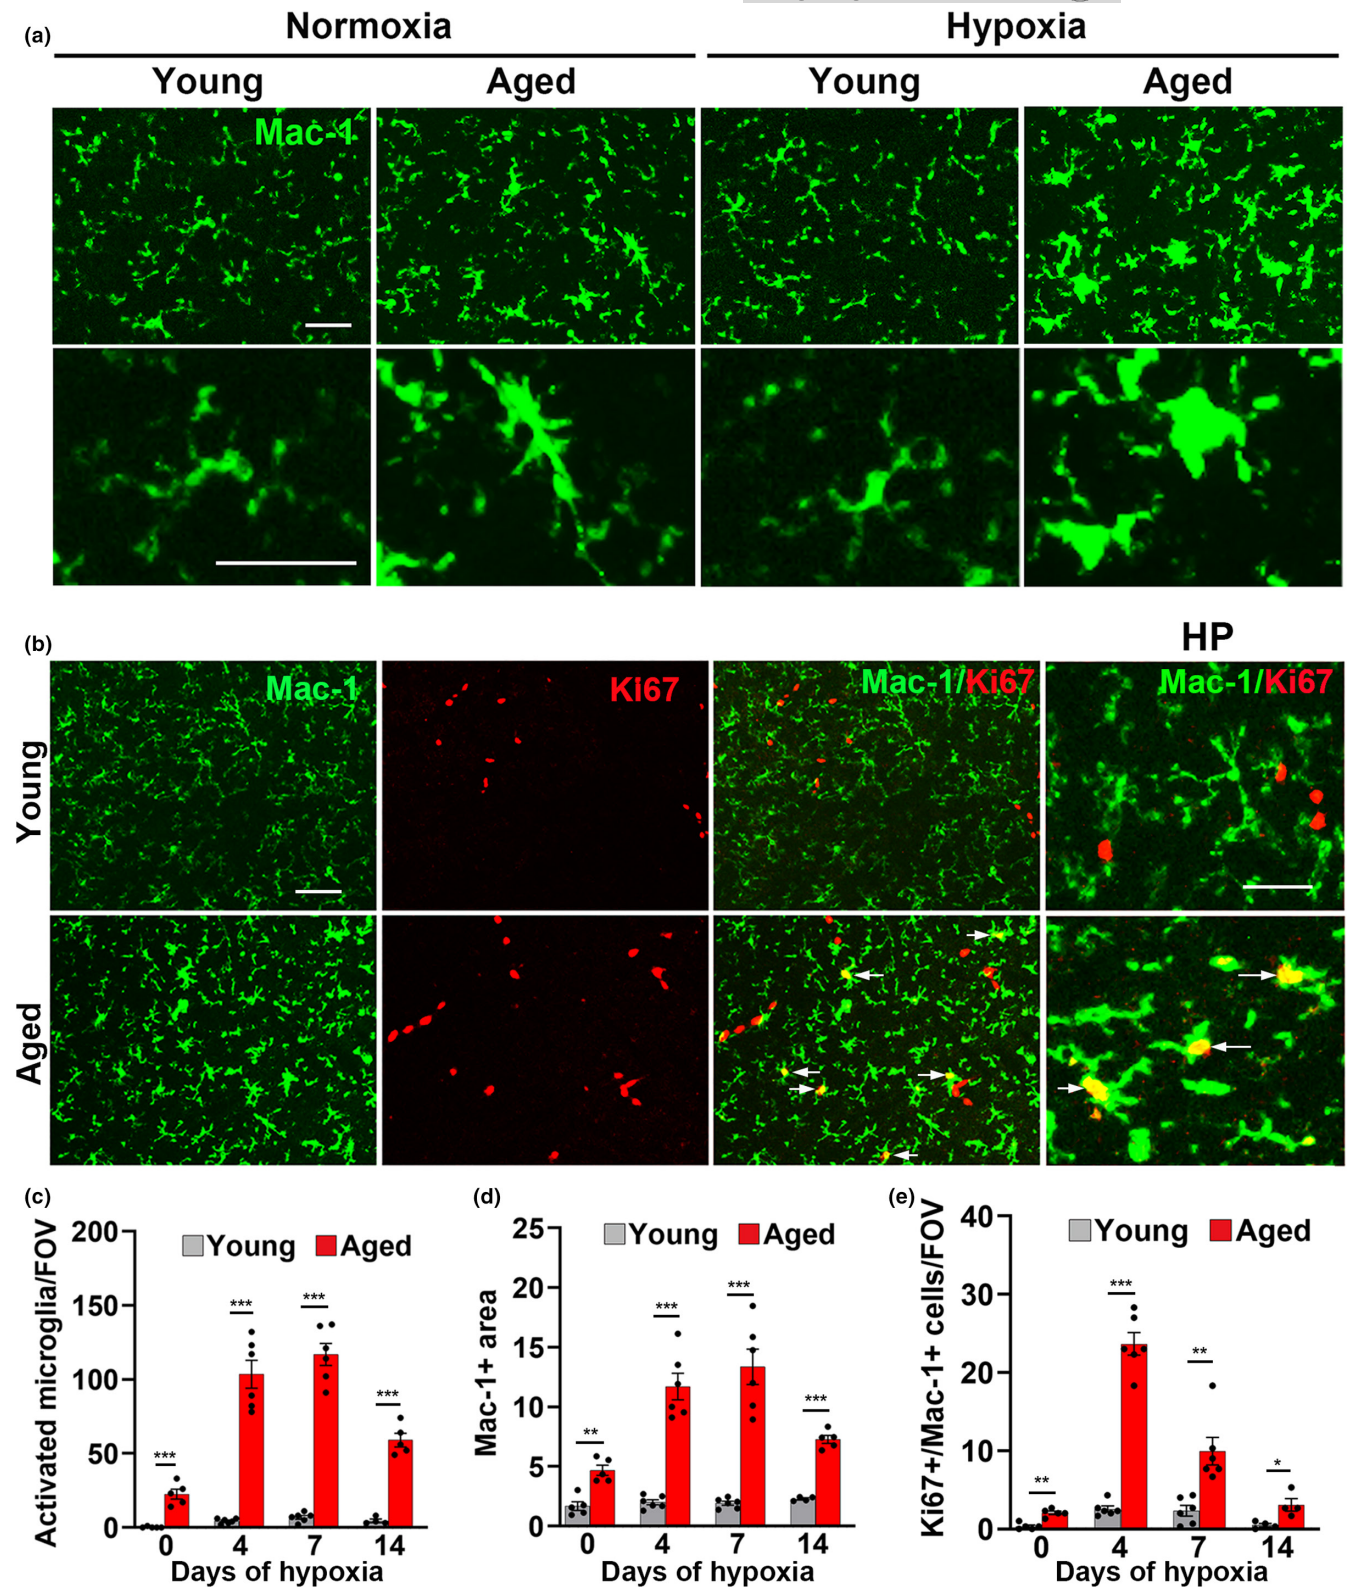 (a)
Normoxia
Hypoxia
Young
Aged
Young
Aged
Mac-1
(b)
HP
Young
Mac-1
Ki67
Mac-1/Ki67
Mac-1/Ki67
Aged
(c)
Activated microglia/FOV
200
150
100
50
0
Young
Aged
***
***
***
***
0 4 7 14
Days of hypoxia
(d)
Mac-1+ area
25
20
15
10
5
0
Young
Aged
**
***
***
***
0 4 7 14
Days of hypoxia
(e)
Ki67+/Mac-1+ cells/FOV
40
30
20
10
0
Young
Aged
**
***
**
*
0 4 7 14
Days of hypoxia